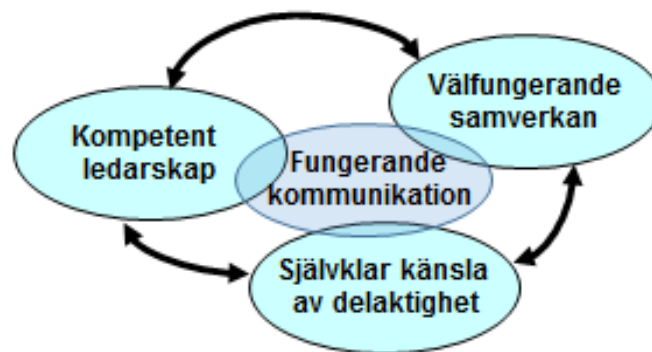 Välfungerande
samverkan
Kompetent
ledarskap
Fungerande
kommunikation
Självklar känsla
av delaktighet